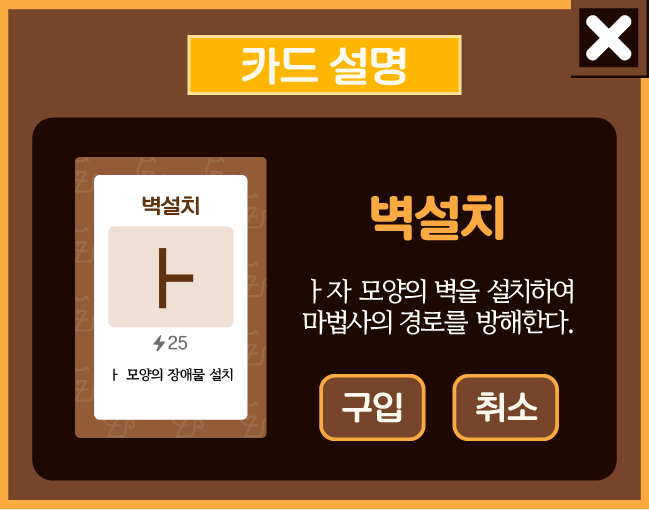 카드 설명
벽설치
ㅏ
25
ㅏ 모양의 장애물 설치
벽설치
ㅏ자 모양의 벽을 설치하여
마법사의 경로를 방해한다.
구입
취소